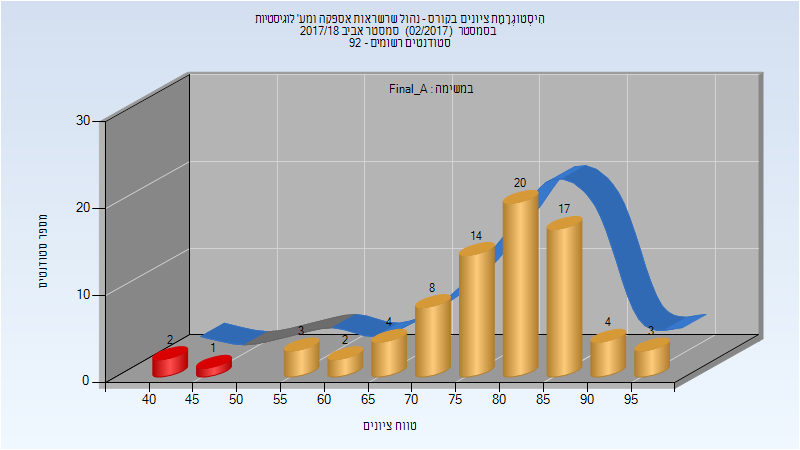 היסטוגְרָמַת ציונים בקורס - נהול שרשראות אספקה ומע' לוגיסטיות
בסמסטר (02/2017) סמסטר אביב 2017/18
סטודנטים רשומים - 92
במשימה : Final_A
מספר סטודנטים
30
20
10
0
2
1
3
2
4
8
14
20
17
4
3
40 45 50 55 60 65 70 75 80 85 90 95
טווח ציונים